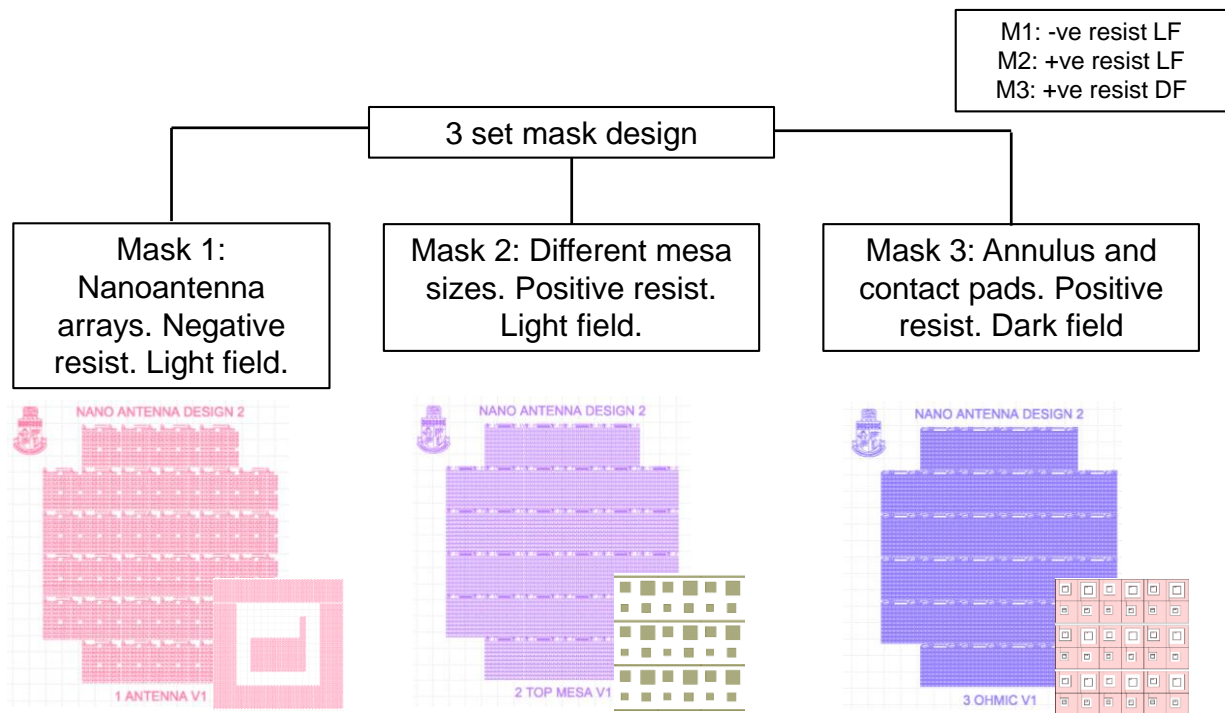 M1: -ve resist LF
M2: +ve resist LF
M3: +ve resist DF
3 set mask design
Mask 1:
Nanoantenna
arrays. Negative
resist. Light field.
Mask 2: Different mesa
sizes. Positive resist.
Light field.
Mask 3: Annulus and
contact pads. Positive
resist. Dark field
NANO ANTENNA DESIGN 2
1 ANTENNA V1
NANO ANTENNA DESIGN 2
2 TOP MESA V1
NANO ANTENNA DESIGN 2
3 OHMIC V1